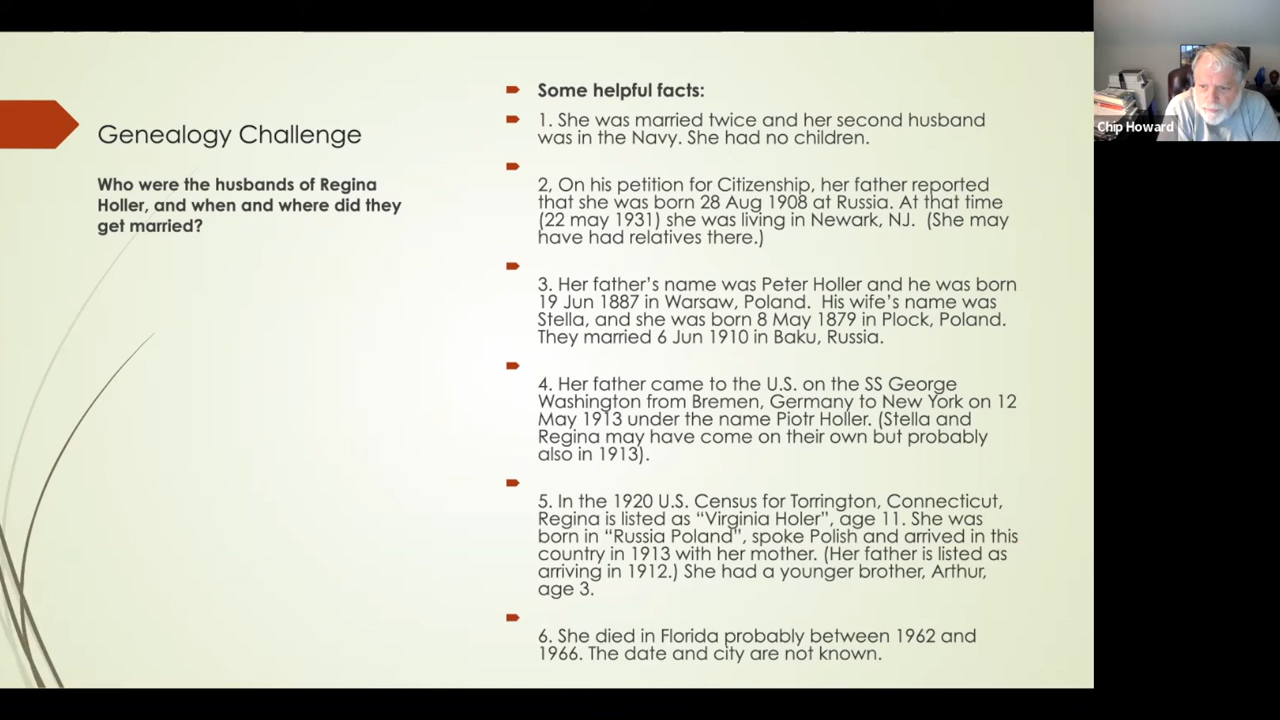 Genealogy Challenge
Who were the husbands of Regina
Holler, and when and where did they
get married?
Some helpful facts:
1. She was married twice and her second husband
was in the Navy. She had no children.
2, On his petition for Citizenship, her father reported
that she was born 28 Aug 1908 at Russia. At that time
(22 may 1931) she was living in Newark, NJ. (She may
have had relatives there.)
3. Her father’s name was Peter Holler and he was born
19 Jun 1887 in Warsaw, Poland. His wife’s name was
Stella, and she was born 8 May 1879 in Plock, Poland.
They married 6 Jun 1910 in Baku, Russia.
4. Her father came to the U.S. on the SS George
Washington from Bremen, Germany to New York on 12
May 1913 under the name Piotr Holler. (Stella and
Regina may have come on their own but probably
also in 1913).
5. In the 1920 U.S. Census for Torrington, Connecticut,
Regina is listed as “Virginia Holer”, age 11. She was
born in “Russia Poland”, spoke Polish and arrived in this
country in 1913 with her mother. (Her father is listed as
arriving in 1912.) She had a younger brother, Arthur,
age 3.
6. She died in Florida probably between 1962 and
1966. The date and city are not known.
Chip Howard